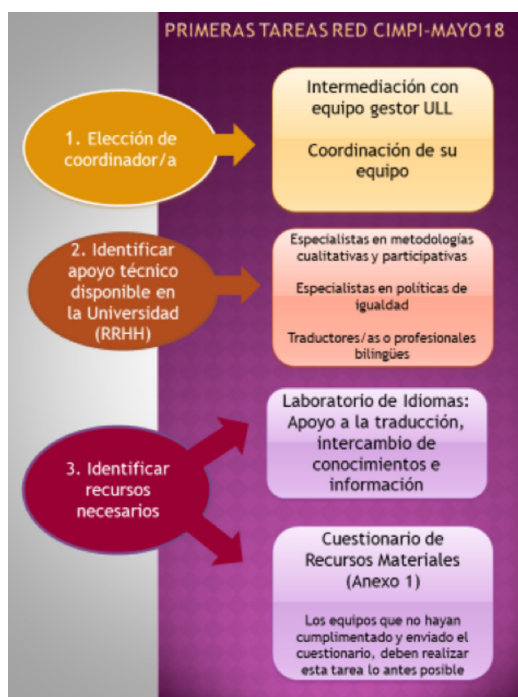 PRIMERAS TAREAS RED CIMPI-MAYO18
1. Elección de
coordinador/a
Intermediación con
equipo gestor ULL
Coordinación de su
equipo
2. Identificar
apoyo técnico
disponible en
la Universidad
(RRHH)
Especialistas en metodologías
cualitativas y participativas
Especialistas en políticas de
igualdad
Traductores/as o profesionales
bilingües
3. Identificar
recursos
necesarios
Laboratorio de Idiomas:
Apoyo a la traducción,
intercambio de
conocimientos e
información
Cuestionario de
Recursos Materiales
(Anexo 1)
Los equipos que no hayan
cumplimentado y enviado el
cuestionario, deben realizar
esta tarea lo antes posible